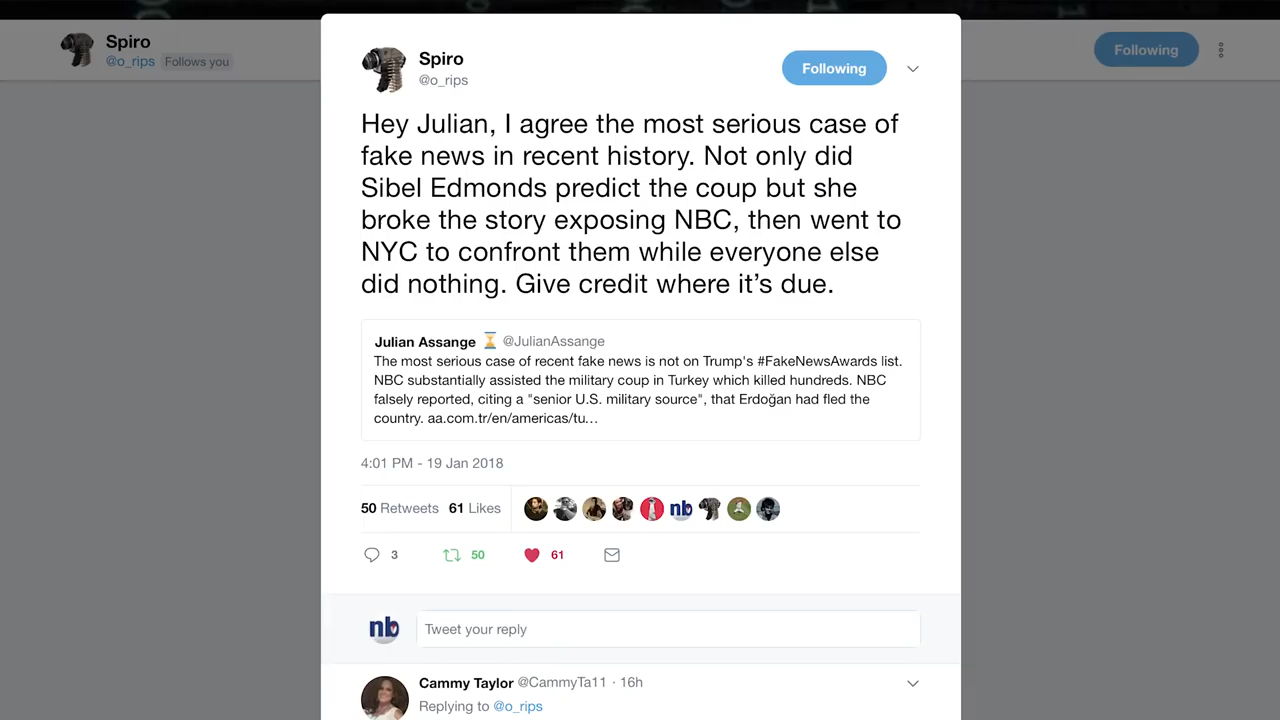 Spiro
@o_rips Follows you
Following
Spiro
@o_rips
Following
Hey Julian, I agree the most serious case of
fake news in recent history. Not only did
Sibel Edmonds predict the coup but she
broke the story exposing NBC, then went to
NYC to confront them while everyone else
did nothing. Give credit where it’s due.
Julian Assange ⏳ @JulianAssange
The most serious case of recent fake news is not on Trump's #FakeNewsAwards list.
NBC substantially assisted the military coup in Turkey which killed hundreds. NBC
falsely reported, citing a "senior U.S. military source", that Erdoğan had fled the
country. aa.com.tr/en/americas/tu…
4:01 PM - 19 Jan 2018
50 Retweets 61 Likes
nb
3 50 61
nb
Tweet your reply
Cammy Taylor @CammyTa11 · 16h
Replying to @o_rips